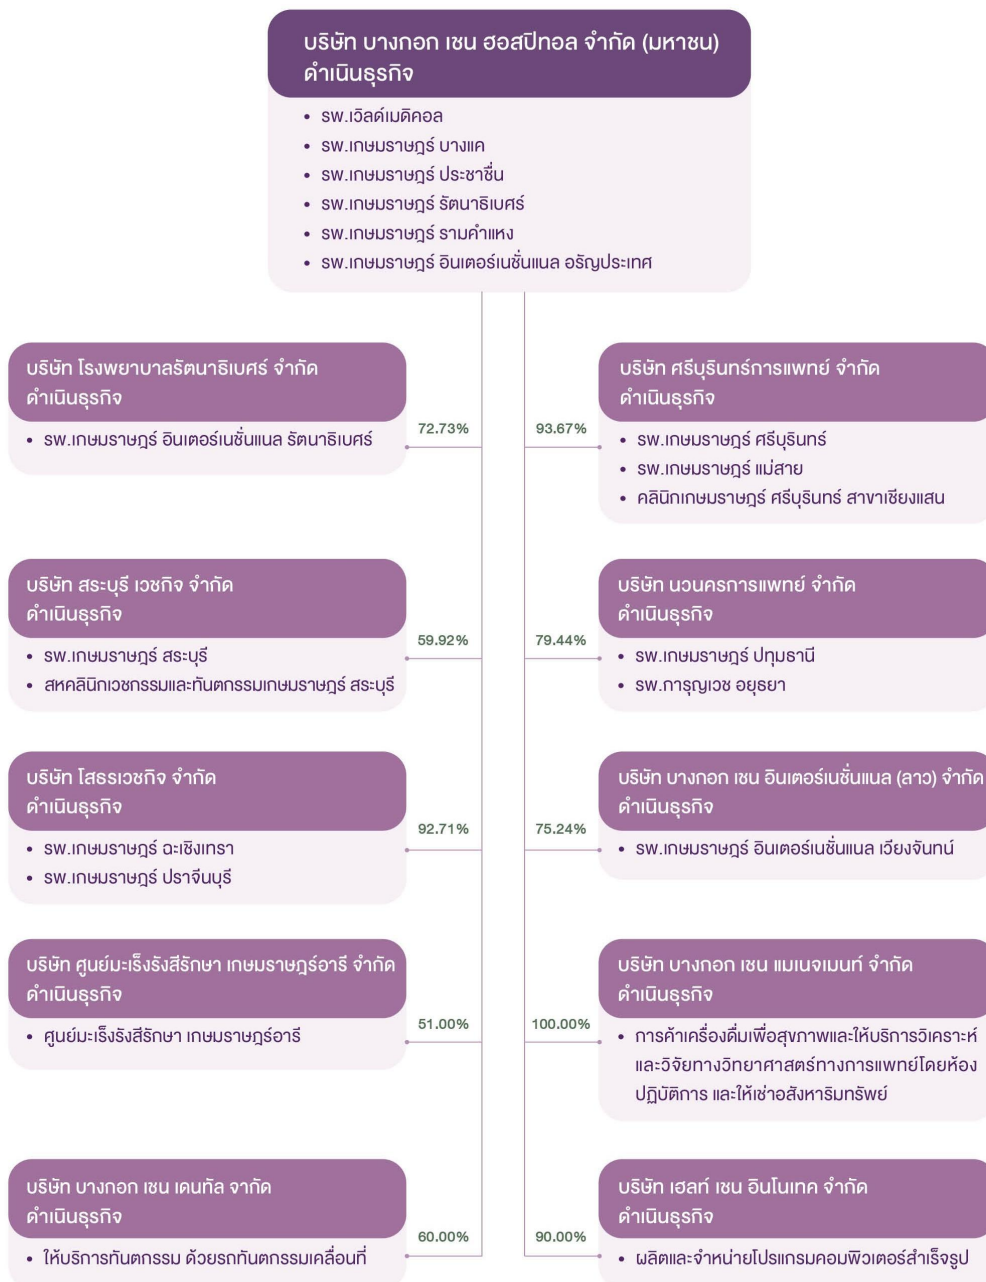 บริษัท บางกอก เชน ฮอสปิทอล จำกัด (มหาชน)
ดำเนินธุรกิจ
• รพ.เวิลด์เมดิคอล
• รพ.เกษมราษฎร์ บางแค
• รพ.เกษมราษฎร์ ประชาชื่น
• รพ.เกษมราษฎร์ รัตนาธิเบศร์
• รพ.เกษมราษฎร์ รามคำแหง
• รพ.เกษมราษฎร์ อินเตอร์เนชั่นแนล อรัญประเทศ
บริษัท โรงพยาบาลรัตนาธิเบศร์ จำกัด
ดำเนินธุรกิจ
• รพ.เกษมราษฎร์ อินเตอร์เนชั่นแนล รัตนาธิเบศร์
72.73%
บริษัท ศรีบุรินทร์การแพทย์ จำกัด
ดำเนินธุรกิจ
93.67%
• รพ.เกษมราษฎร์ ศรีบุรินทร์
• รพ.เกษมราษฎร์ แม่สาย
• คลินิกเกษมราษฎร์ ศรีบุรินทร์ สาขาเชียงแสน
บริษัท สระบุรี เวชกิจ จำกัด
ดำเนินธุรกิจ
59.92%
• รพ.เกษมราษฎร์ สระบุรี
• สหคลินิกเวชกรรมและทันตกรรมเกษมราษฎร์ สระบุรี
บริษัท นวนครการแพทย์ จำกัด
ดำเนินธุรกิจ
79.44%
• รพ.เกษมราษฎร์ ปทุมธานี
• รพ.การุญเวช อยุธยา
บริษัท โสธรเวชกิจ จำกัด
ดำเนินธุรกิจ
92.71%
• รพ.เกษมราษฎร์ ฉะเชิงเทรา
• รพ.เกษมราษฎร์ ปราจีนบุรี
บริษัท บางกอก เชน อินเตอร์เนชั่นแนล (ลาว) จำกัด
ดำเนินธุรกิจ
75.24%
• รพ.เกษมราษฎร์ อินเตอร์เนชั่นแนล เวียงจันทน์
บริษัท ศูนย์มะเร็งรังสีรักษา เกษมราษฎร์อารี จำกัด
ดำเนินธุรกิจ
51.00%
• ศูนย์มะเร็งรังสีรักษา เกษมราษฎร์อารี
บริษัท บางกอก เชน แมเนจเมนท์ จำกัด
ดำเนินธุรกิจ
100.00%
• การค้าเครื่องดื่มเพื่อสุขภาพและให้บริการวิเคราะห์
และวิจัยทางวิทยาศาสตร์ทางการแพทย์โดยห้อง
ปฏิบัติการ และให้เช่าอสังหาริมทรัพย์
บริษัท บางกอก เชน เดนทัล จากัด
ดำเนินธุรกิจ
60.00%
• ให้บริการทันตกรรม ด้วยรถทันตกรรมเคลื่อนที่
บริษัท เฮลท์ เชน อินโนเทค จำกัด
ดำเนินธุรกิจ
90.00%
• ผลิตและจำหน่ายโปรแกรมคอมพิวเตอร์สำเร็จรูป